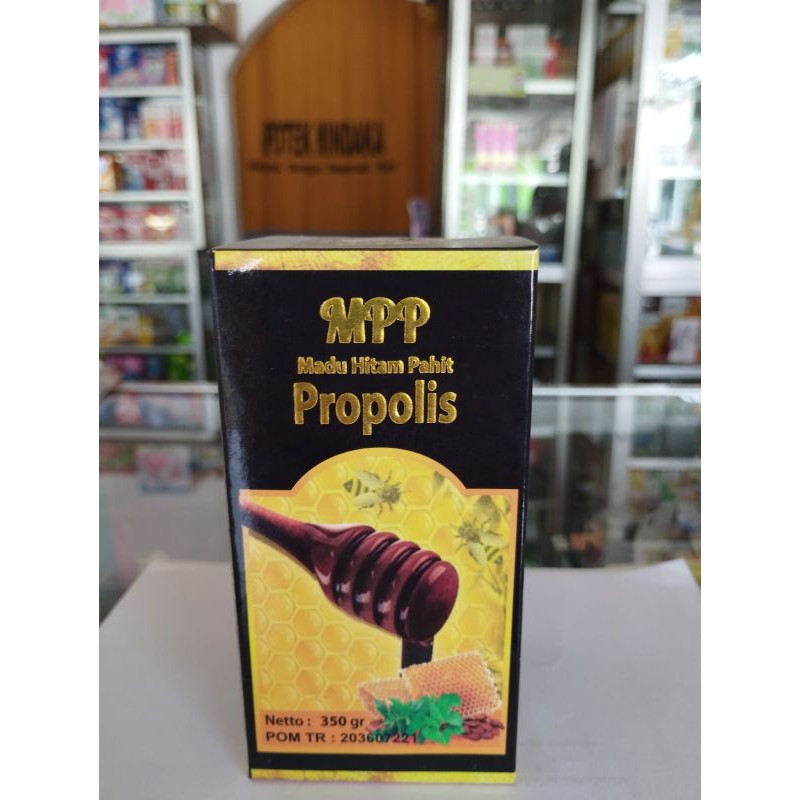 MPP
Madu Hitam Pahit
Propolis
Netto : 350 gr
POM TR : 203607221